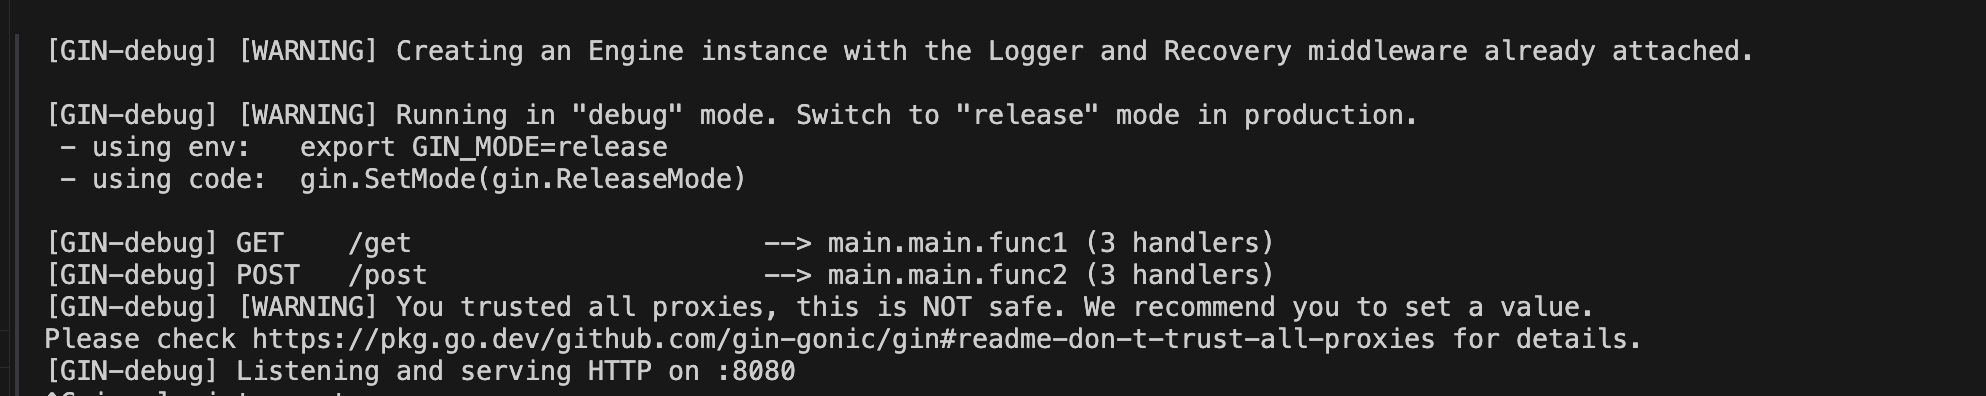 [GIN-debug] [WARNING] Creating an Engine instance with the Logger and Recovery middleware already attached.
[GIN-debug] [WARNING] Running in "debug" mode. Switch to "release" mode in production.
- using env:   export GIN_MODE=release
- using code:  gin.SetMode(gin.ReleaseMode)
[GIN-debug] GET    /get                      --> main.main.func1 (3 handlers)
[GIN-debug] POST   /post                     --> main.main.func2 (3 handlers)
[GIN-debug] [WARNING] You trusted all proxies, this is NOT safe. We recommend you to set a value.
Please check https://pkg.go.dev/github.com/gin-gonic/gin#readme-don-t-trust-all-proxies for details.
[GIN-debug] Listening and serving HTTP on :8080